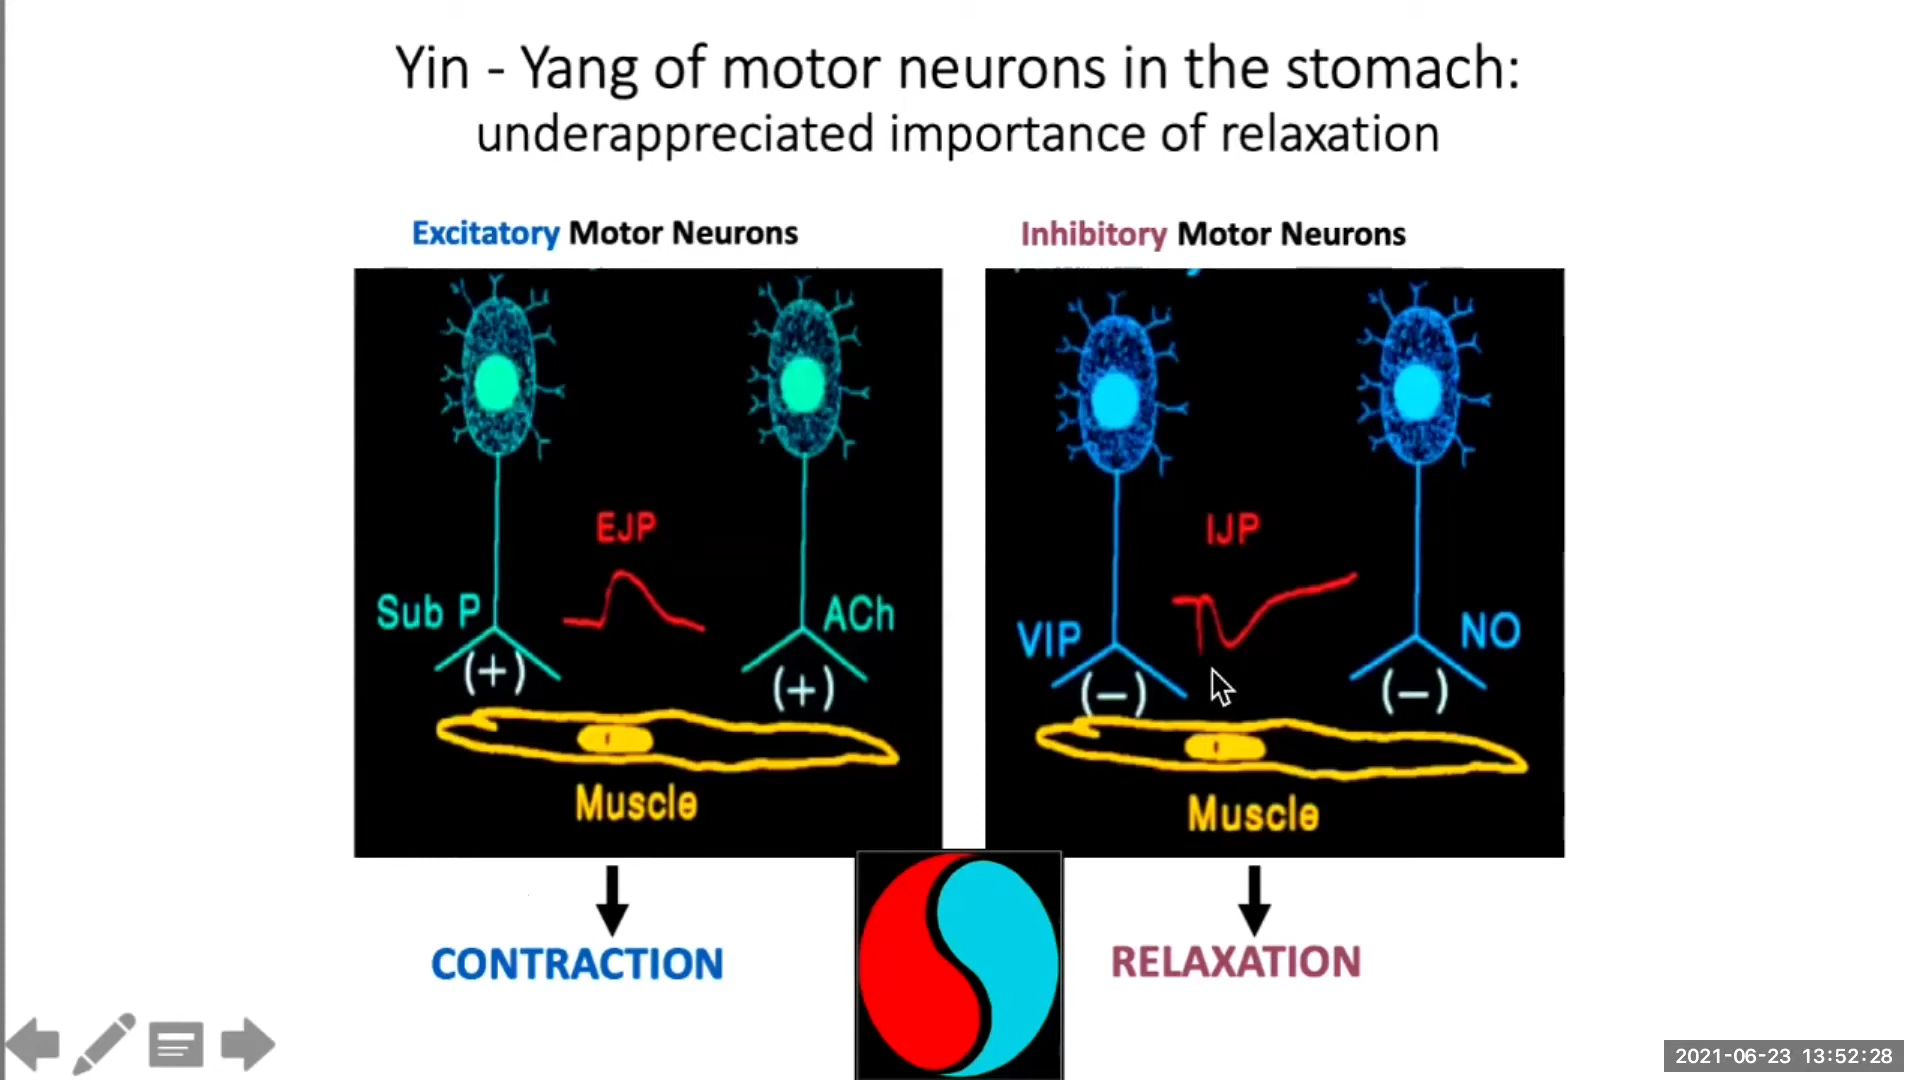 Yin - Yang of motor neurons in the stomach:
underappreciated importance of relaxation
Excitatory Motor Neurons
Inhibitory Motor Neurons
EJP
Sub P
ACh
(+)
(+)
Muscle
IJP
VIP
NO
(−)
(−)
Muscle
CONTRACTION
RELAXATION
2021-06-23 13:52:28